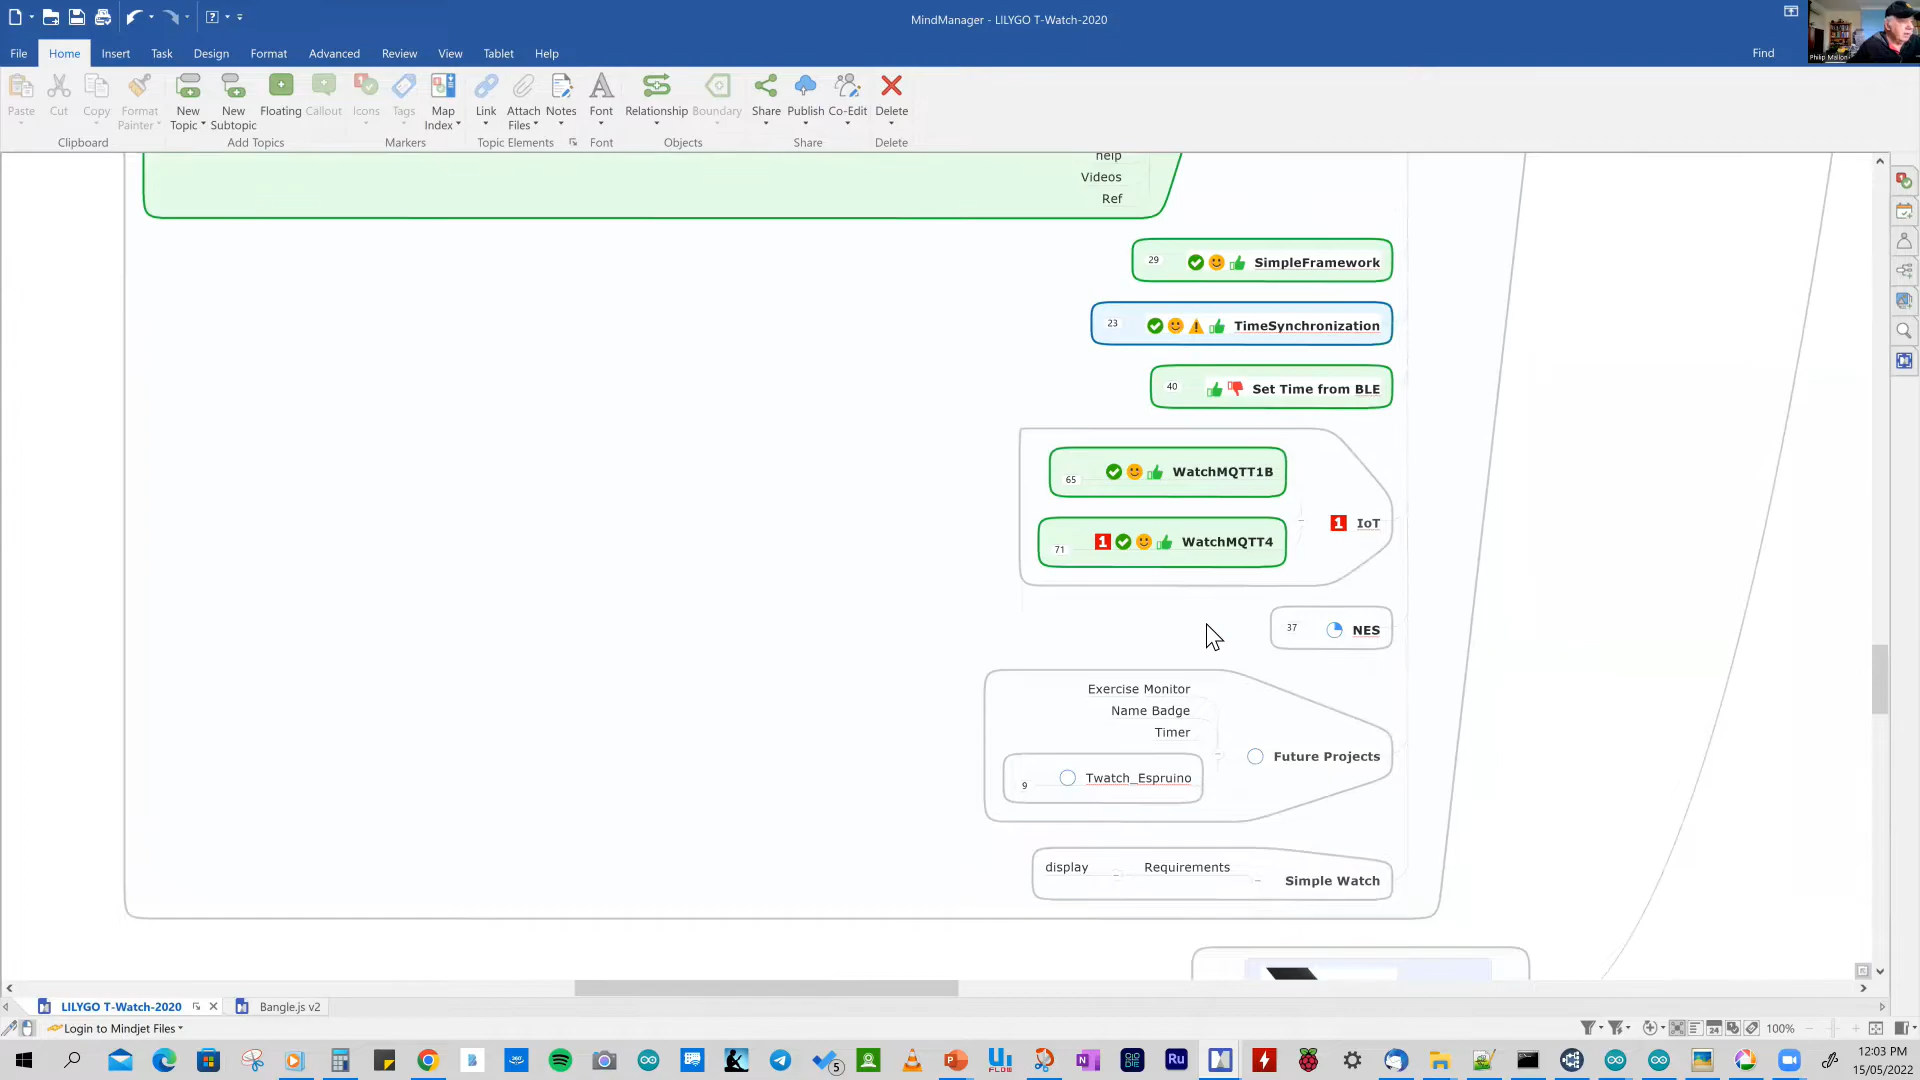 MindManager - LILYGO T-Watch-2020
File Home Insert Task Design Format Advanced Review View Tablet Help
Find
Philip Mallon
Paste Cut Copy Format Painter New Topic New Subtopic Floating Callout Icons Tags Map Index Link Attach Files Notes Font Relationship Boundary Share Publish Co-Edit Delete
Clipboard Add Topics Markers Topic Elements Font Objects Share Delete
help
Videos
Ref
29 SimpleFramework
23 TimeSynchronization
40 Set Time from BLE
65 WatchMQTT1B
1 IoT
71 1 WatchMQTT4
37 NES
Exercise Monitor
Name Badge
Timer
Future Projects
9 Twatch_Espruino
display Requirements
Simple Watch
LILYGO T-Watch-2020 Bangle.js v2
Login to Mindjet Files
100%
5
Ru
12:03 PM
15/05/2022